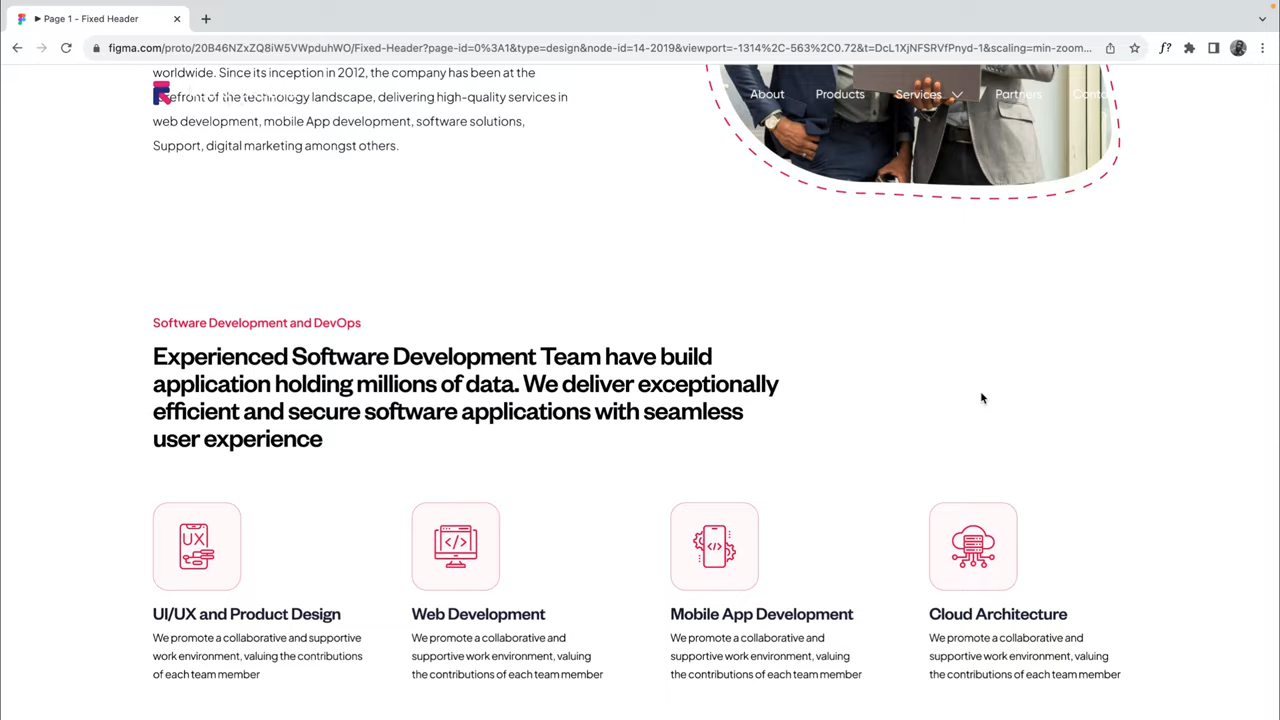 Page 1 - Fixed Header
figma.com/proto/20B46NZxZQ8iW5VWpduhWO/Fixed-Header?page-id=0%3A1&type=design&node-id=14-2019&viewport=-1314%2C-563%2C0.72&t=DcL1XjNFSRVfPnyd-1&scaling=min-zoom...
f?
worldwide. Since its inception in 2012, the company has been at the
forefront of the technology landscape, delivering high-quality services in
web development, mobile App development, software solutions,
Support, digital marketing amongst others.
About Products Services Partners
Software Development and DevOps
Experienced Software Development Team have build
application holding millions of data. We deliver exceptionally
efficient and secure software applications with seamless
user experience
UX
</>
</>
UI/UX and Product Design
We promote a collaborative and supportive
work environment, valuing the contributions
of each team member
Web Development
We promote a collaborative and
supportive work environment, valuing
the contributions of each team member
Mobile App Development
We promote a collaborative and
supportive work environment, valuing
the contributions of each team member
Cloud Architecture
We promote a collaborative and
supportive work environment, valuing
the contributions of each team member